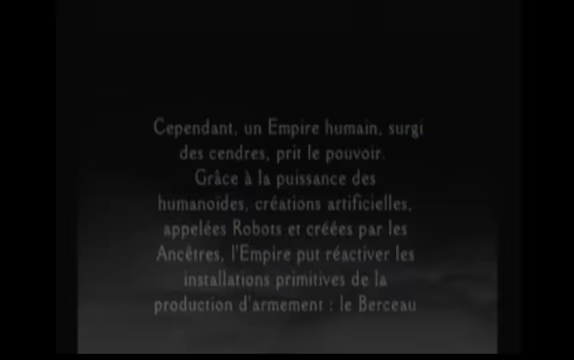 Cependant, un Empire humain, surgi
des cendres, prit le pouvoir.
Grâce à la puissance des
humanoïdes, créations artificielles,
appelées Robots et créées par les
Ancêtres, l'Empire put réactiver les
installations primitives de la
production d'armement : le Berceau